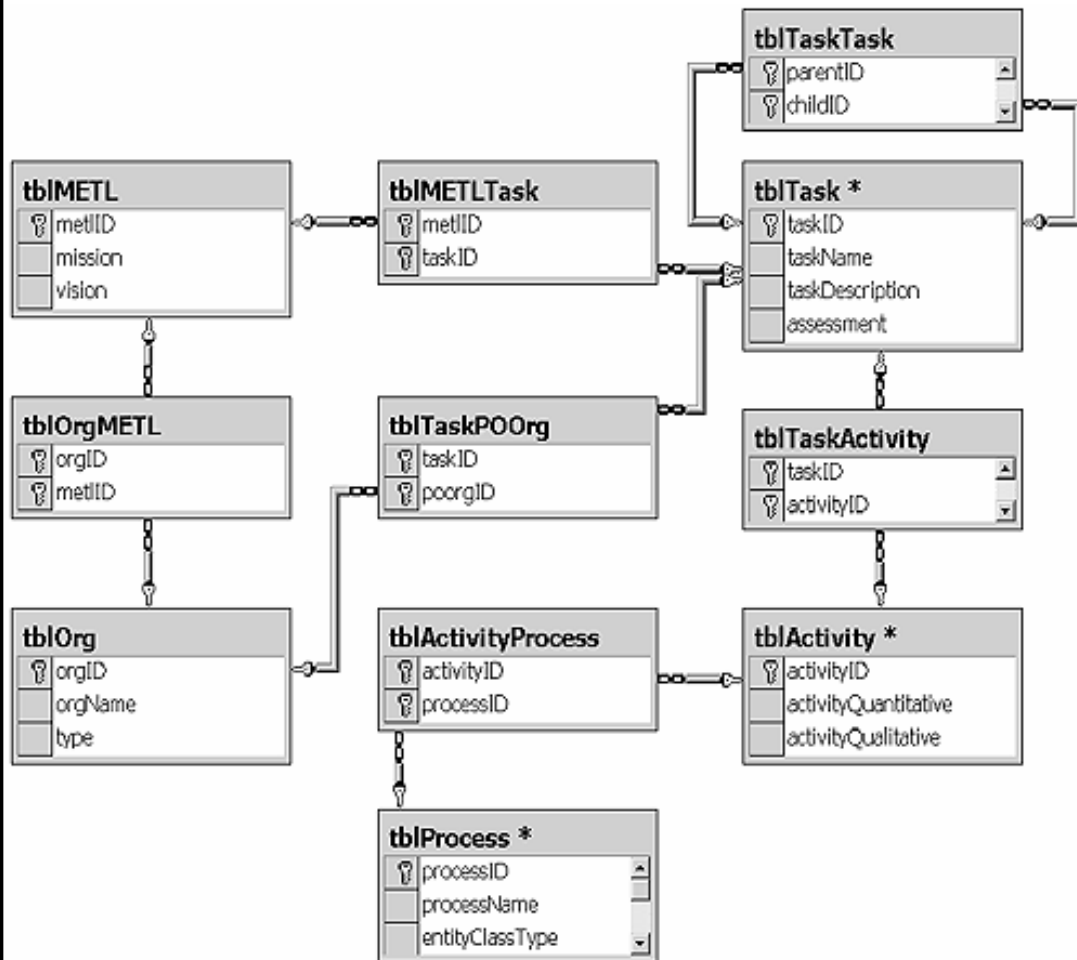 tblTaskTask
parentID
childID
tblMETL
metlID
mission
vision
tblMETLTask
metlID
taskID
tblTask *
taskID
taskName
taskDescription
assessment
tblOrgMETL
orgID
metlID
tblTaskPOOrg
taskID
poorgID
tblTaskActivity
taskID
activityID
tblOrg
orgID
orgName
type
tblActivityProcess
activityID
processID
tblActivity *
activityID
activityQuantitative
activityQualitative
tblProcess *
processID
processName
entityClassType